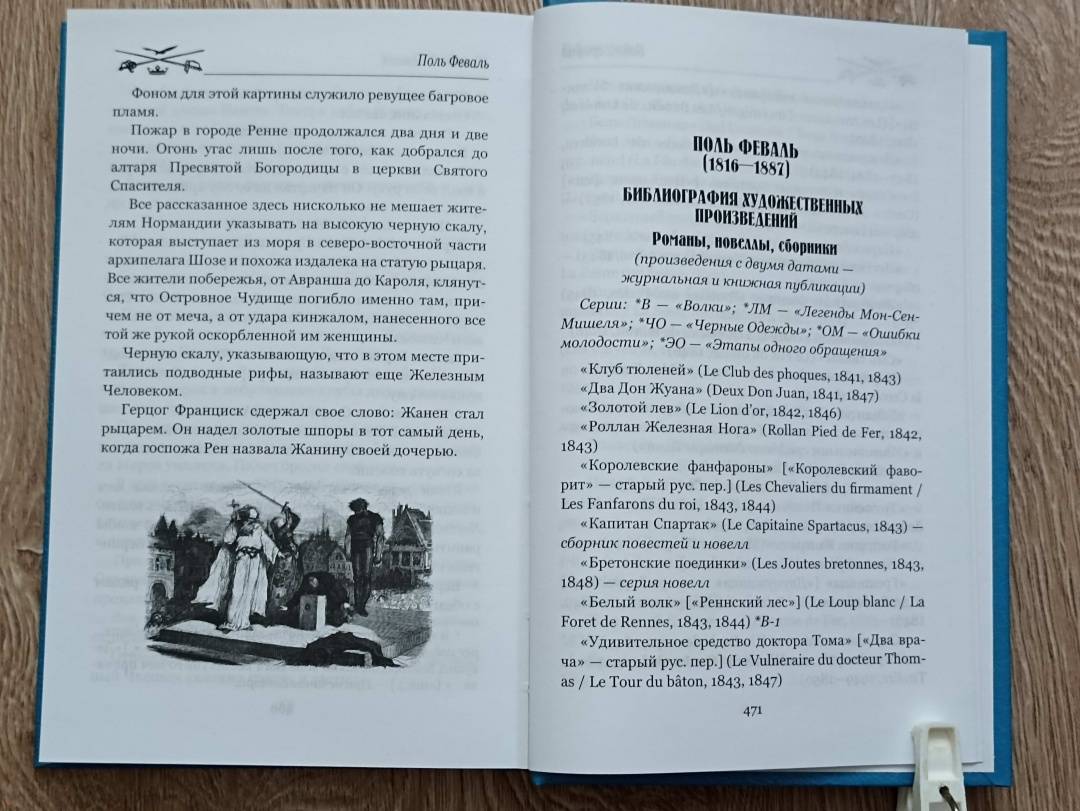 Поль Феваль
Фоном для этой картины служило ревущее багровое
пламя.
Пожар в городе Ренне продолжался два дня и две
ночи. Огонь угас лишь после того, как добрался до
алтаря Пресвятой Богородицы в церкви Святого
Спасителя.
Все рассказанное здесь нисколько не мешает жите-
лям Нормандии указывать на высокую черную скалу,
которая выступает из моря в северо-восточной части
архипелага Шозе и похожа издалека на статую рыцаря.
Все жители побережья, от Авранша до Кароля, клянут-
ся, что Островное Чудище погибло именно там, при-
чем не от меча, а от удара кинжалом, нанесенного все
той же рукой оскорбленной им женщины.
Черную скалу, указывающую, что в этом месте при-
таились подводные рифы, называют еще Железным
Человеком.
Герцог Франциск сдержал свое слово: Жанен стал
рыцарем. Он надел золотые шпоры в тот самый день,
когда госпожа Рен назвала Жанину своей дочерью.
ПОЛЬ ФЕВАЛЬ
(1816—1887)
БИБЛИОГРАФИЯ ХУДОЖЕСТВЕННЫХ
ПРОИЗВЕДЕНИЙ
Романы, новеллы, сборники
(произведения с двумя датами —
журнальная и книжная публикации)
Серии: *В — «Волки»; *ЛМ — «Легенды Мон-Сен-
Мишеля»; *ЧО — «Черные Одежды»; *ОМ — «Ошибки
молодости»; *ЭО — «Этапы одного обращения»
«Клуб тюленей» (Le Club des phoques, 1841, 1843)
«Два Дон Жуана» (Deux Don Juan, 1841, 1847)
«Золотой лев» (Le Lion d'or, 1842, 1846)
«Роллан Железная Нога» (Rollan Pied de Fer, 1842,
1843)
«Королевские фанфароны» [«Королевский фаво-
рит» — старый рус. пер.] (Les Chevaliers du firmament /
Les Fanfarons du roi, 1843, 1844)
«Капитан Спартак» (Le Capitaine Spartacus, 1843) —
сборник повестей и новелл
«Бретонские поединки» (Les Joutes bretonnes, 1843,
1848) — серия новелл
«Белый волк» [«Реннский лес»] (Le Loup blanc / La
Foret de Rennes, 1843, 1844) *В-1
«Удивительное средство доктора Тома» [«Два вра-
ча» — старый рус. пер.] (Le Vulneraire du docteur Thom-
as / Le Tour du bâton, 1843, 1847)
471